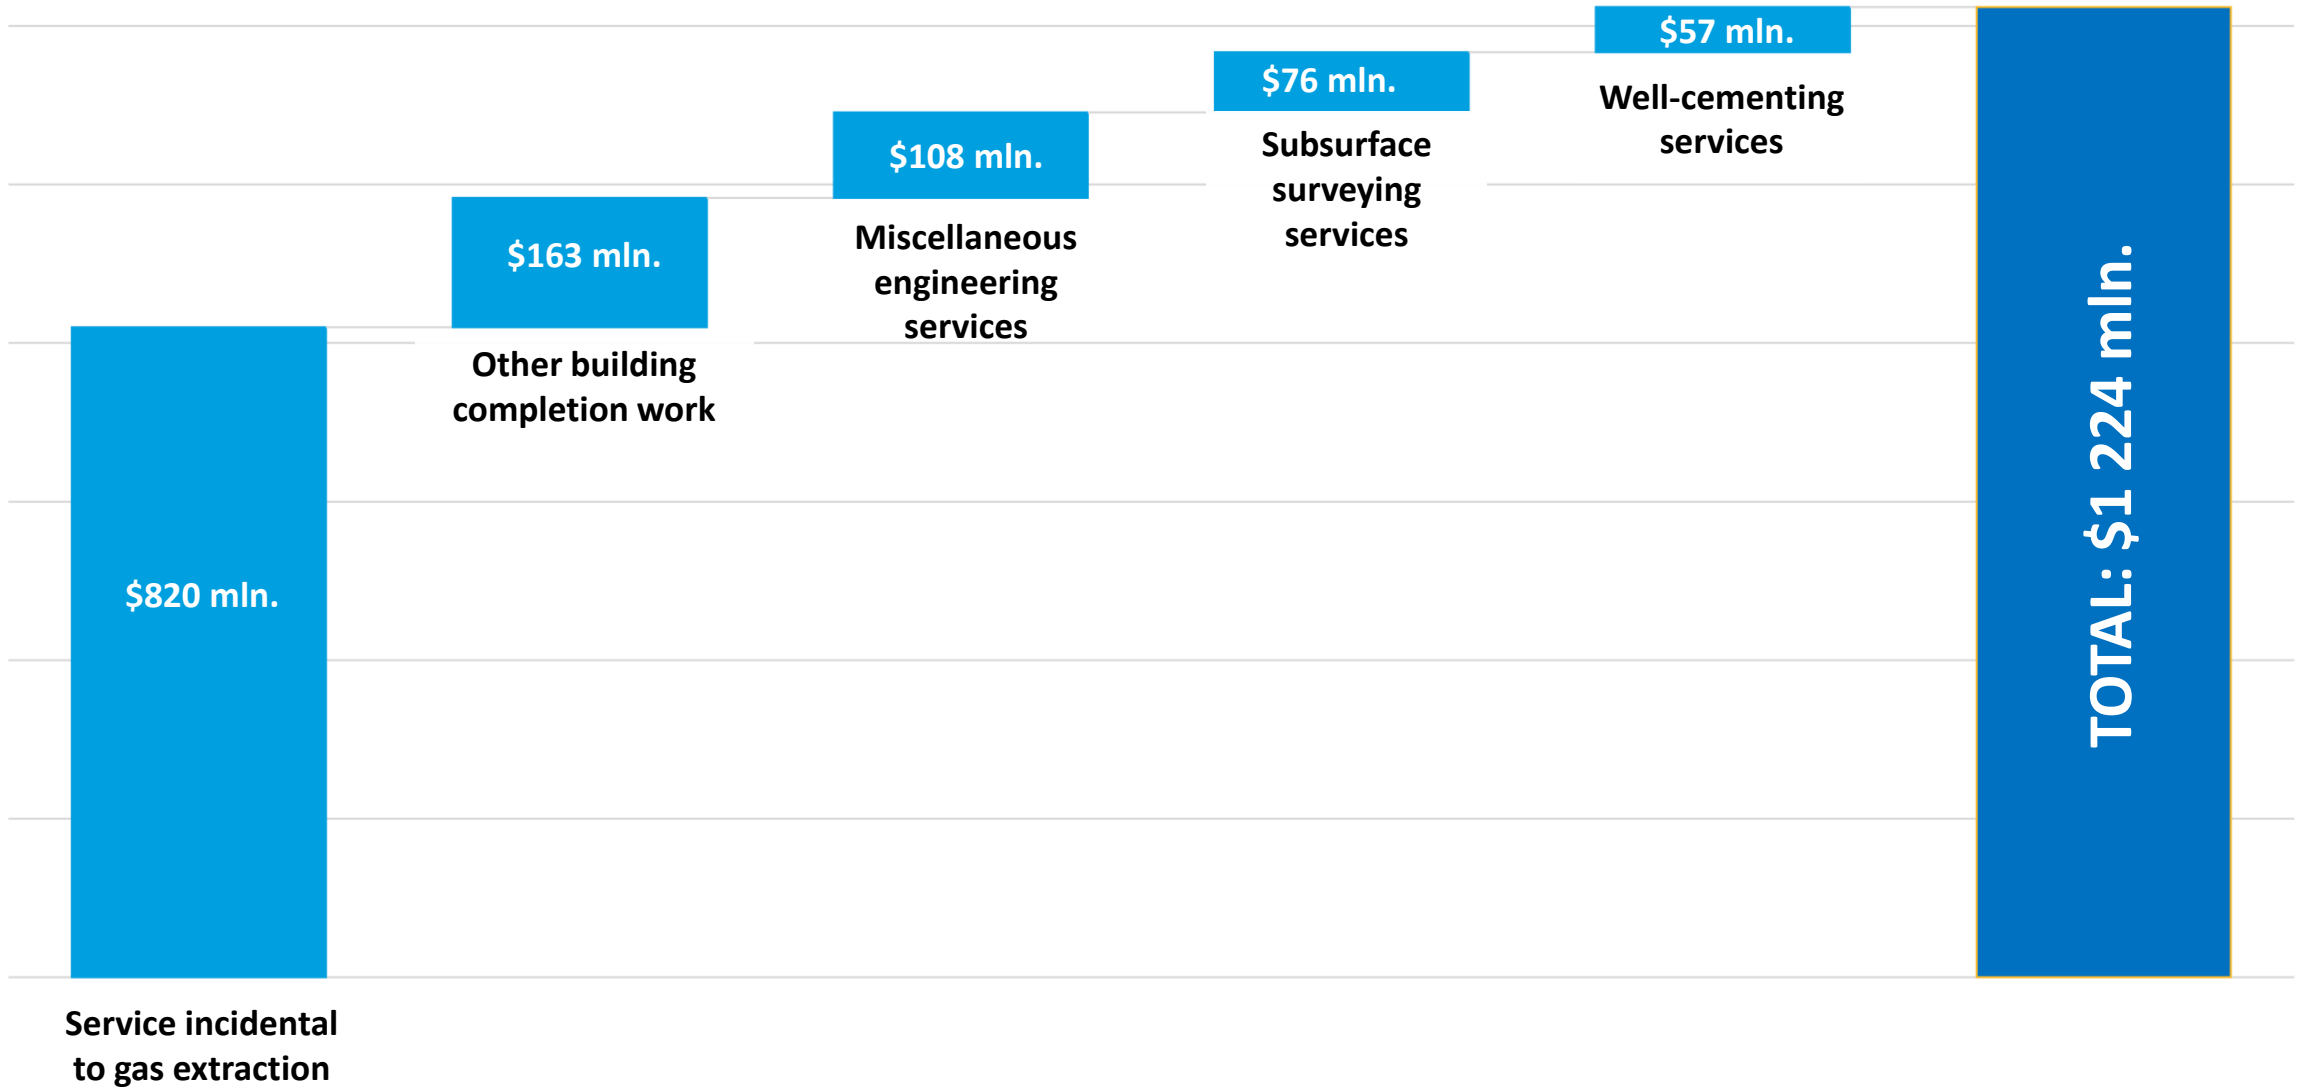 $820 mln.
Service incidental
to gas extraction
$163 mln.
Other building
completion work
$108 mln.
Miscellaneous
engineering
services
$76 mln.
Subsurface
surveying
services
$57 mln.
Well-cementing
services
TOTAL: $1 224 mln.